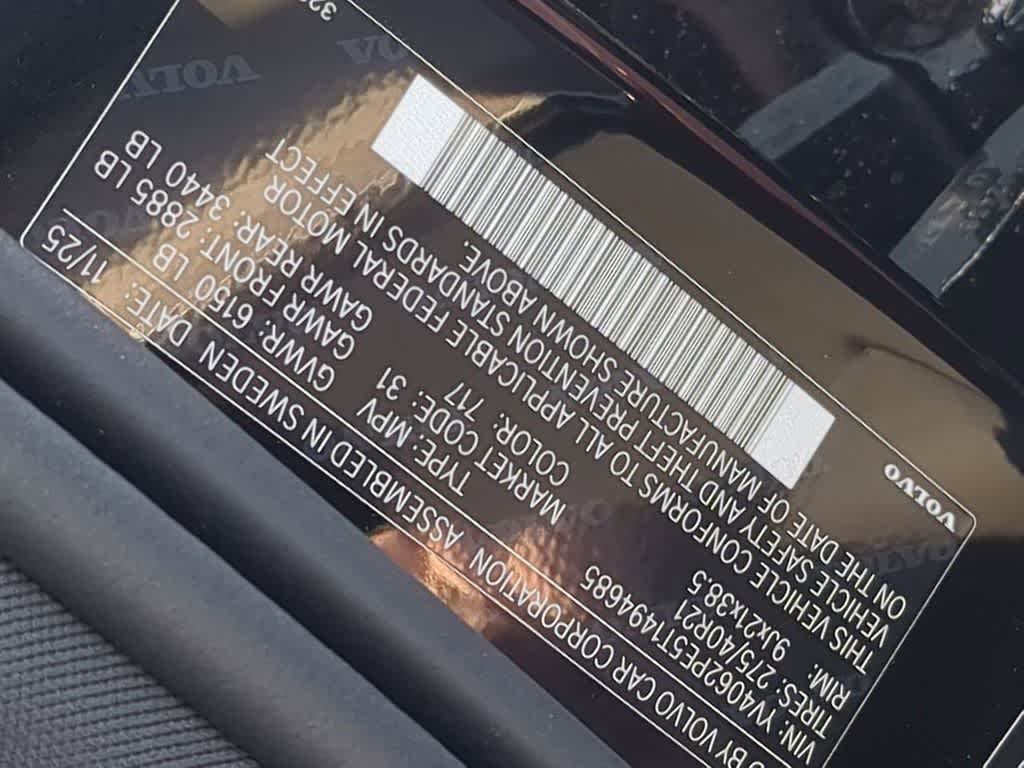 D BY VOLVO CAR CORPORATION ASSEMBLED IN SWEDEN DATE: 11/25
VIN: YV4062PE5T1494685
TYPE: MPV
GVWR: 6150 LB
TIRES: 275/40R21
MARKET CODE: 31
GAWR FRONT: 2885 LB
RIM: 9Jx21x38.5
COLOR: 717
GAWR REAR: 3440 LB
THIS VEHICLE CONFORMS TO ALL APPLICABLE FEDERAL MOTOR
VEHICLE SAFETY AND THEFT PREVENTION STANDARDS IN EFFECT
ON THE DATE OF MANUFACTURE SHOWN ABOVE.
VOLVO